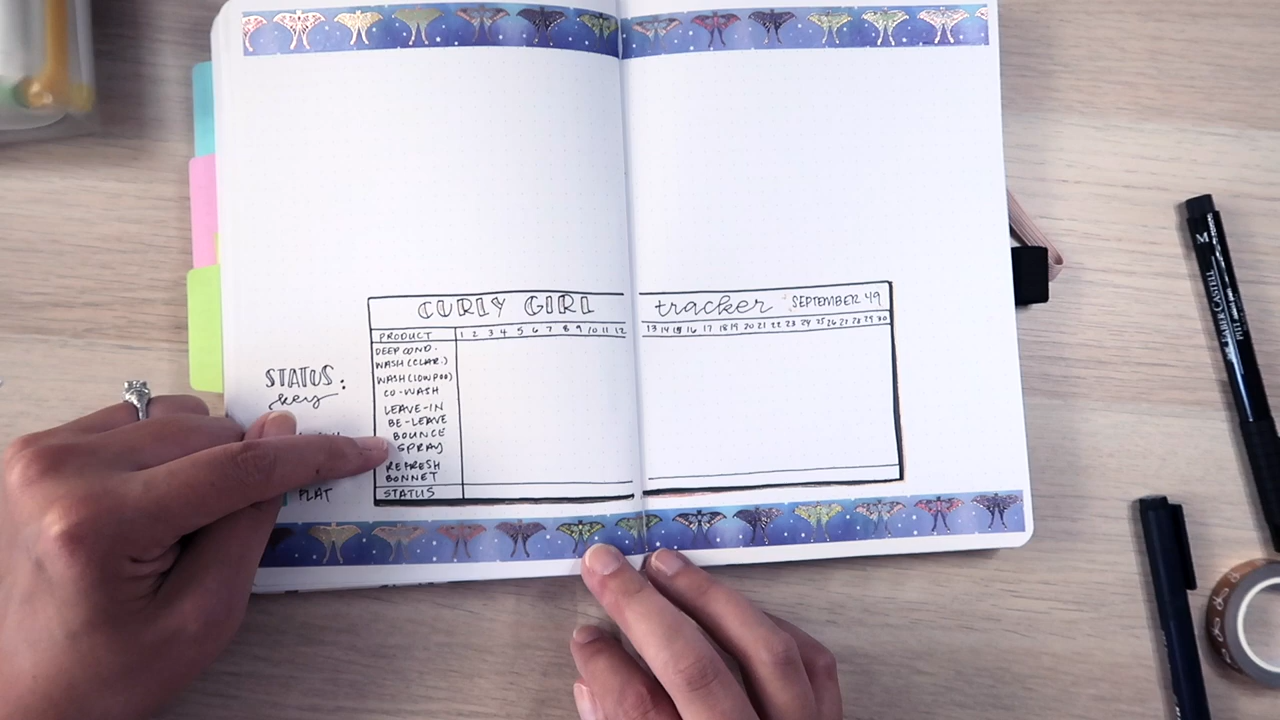 CURLY GIRL tracker SEPTEMBER '19
PRODUCT 1 2 3 4 5 6 7 8 9 10 11 12 13 14 15 16 17 18 19 20 21 22 23 24 25 26 27 28 29 30
DEEP COND.
WASH (CLAR.)
WASH (LOW POO)
CO-WASH
LEAVE-IN
BE-LEAVE
BOUNCE
SPRAY
REFRESH
BONNET
STATUS
STATUS:
key
FLAT
M
FABER CASTELL
PITT